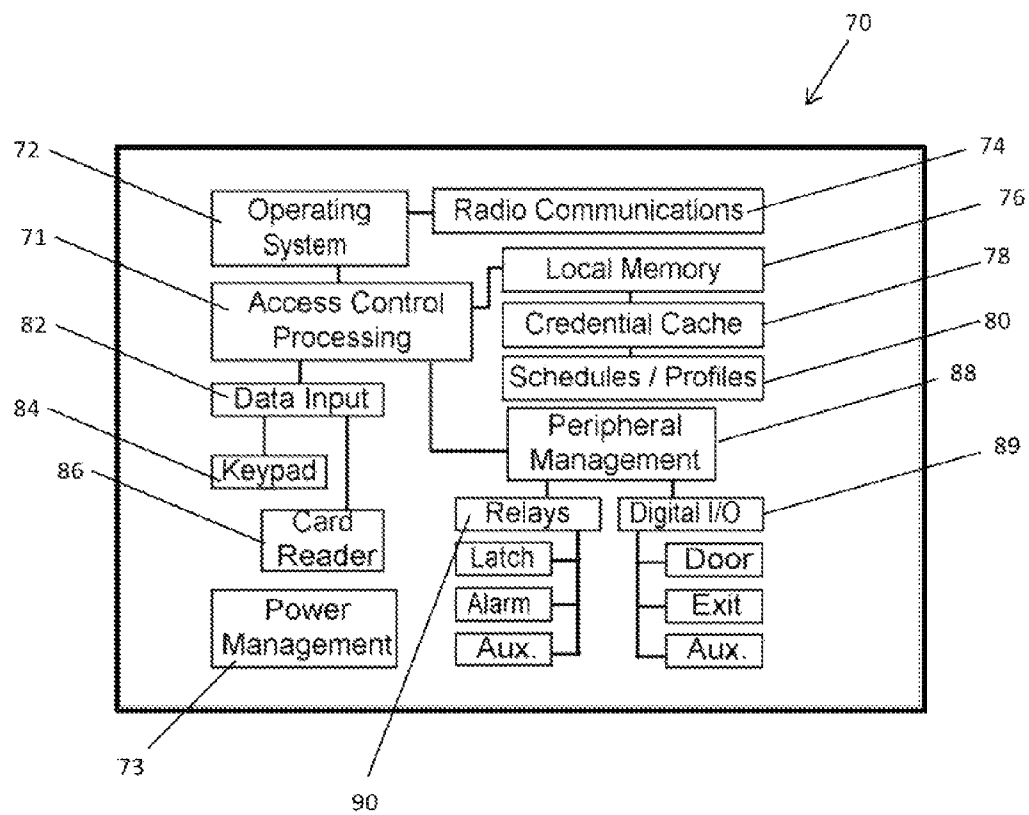 70
72
74
Operating
System
Radio Communications
76
71
Local Memory
78
Access Control
Processing
Credential Cache
82
80
Schedules / Profiles
Data Input
88
84
Peripheral
Management
Keypad
89
86
Relays
Digital I/O
Card
Reader
Latch
Door
Power
Management
Alarm
Exit
Aux.
Aux.
73
90